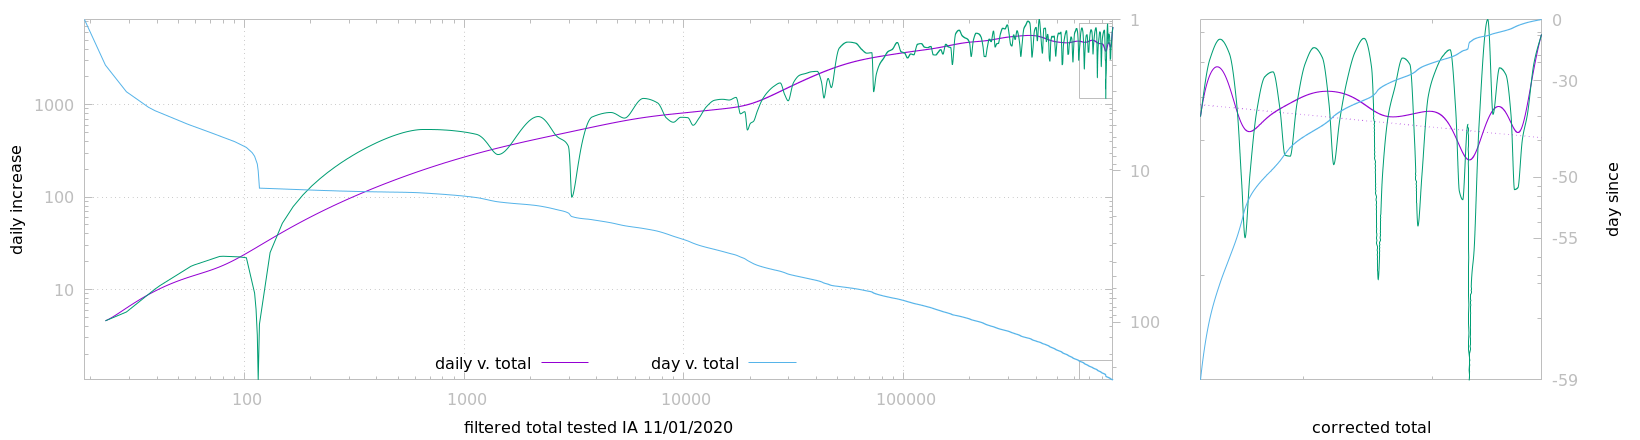 1
0
-30
1000
10
daily increase
100
-50
day since
-55
10
100
daily v. total
day v. total
-59
100
1000
10000
100000
filtered total tested IA 11/01/2020
corrected total